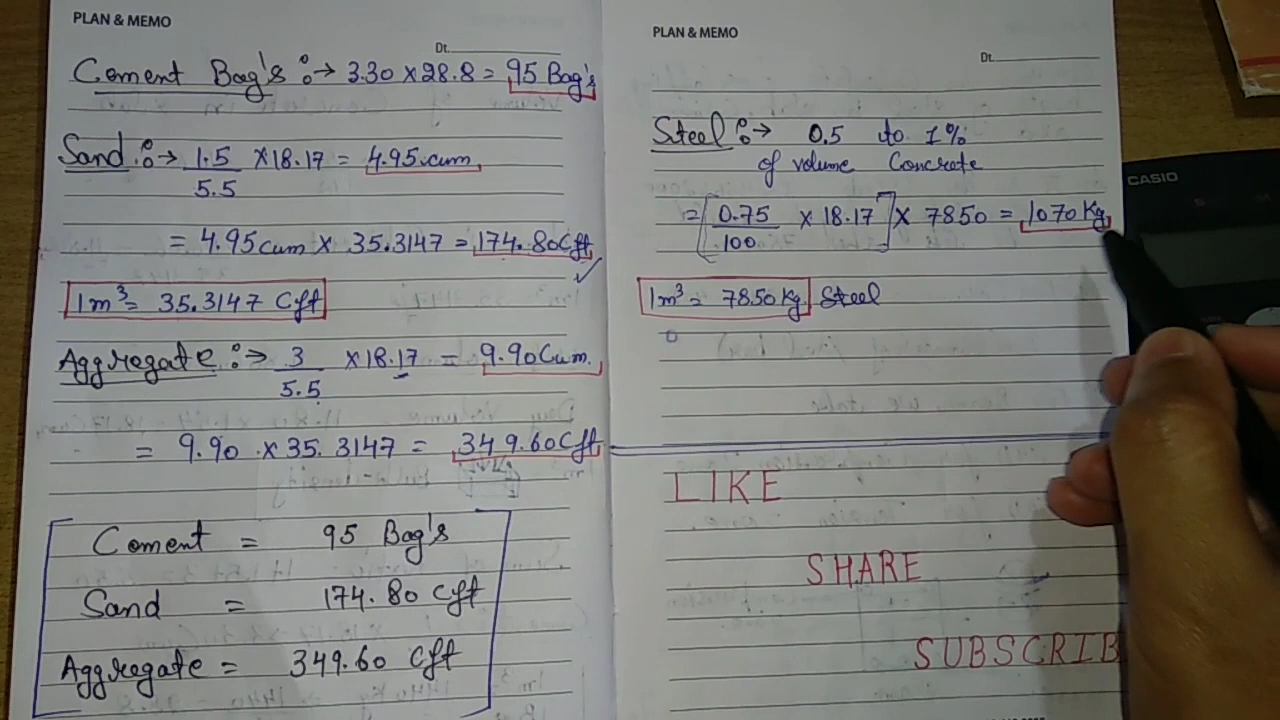 PLAN & MEMO
Dt.
Cement Bag's :→ 3.30 × 28.8 = 95 Bag's
Sand :→ 1.5 × 18.17 = 4.95 cum
5.5
= 4.95 cum × 35.3147 = 174.80 Cft
1m³ = 35.3147 Cft
Aggregate :→ 3 × 18.17 = 9.90 Cum.
5.5
= 9.90 × 35.3147 = 349.60 Cft
Cement = 95 Bag's
Sand = 174.80 Cft
Aggregate = 349.60 Cft
PLAN & MEMO
Dt.
Steel :→ 0.5 to 1%
of volume Concrete
= [0.75 × 18.17] × 7850 = 1070 Kg
100
1m³ = 7850 Kg Steel
LIKE
SHARE
SUBSCRIB
CASIO